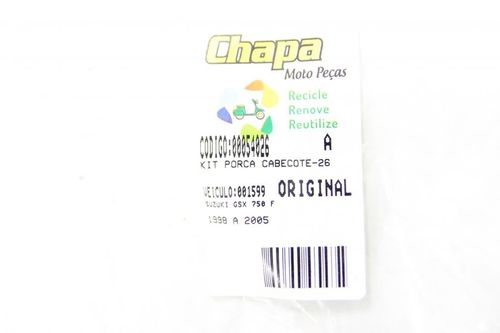 Chapa
Moto Peças
Recicle
Renove
Reutilize
CODIGO:00054026 A
KIT PORCA CABECOTE-26
VEICULO:001599 ORIGINAL
SUZUKI GSX 750 F
1998 A 2005